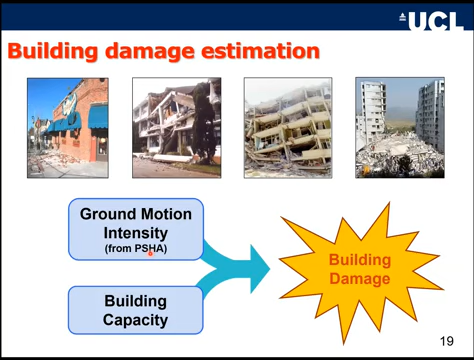 UCL
Building damage estimation
Ground Motion
Intensity
(from PSHA)
Building
Capacity
Building
Damage
19